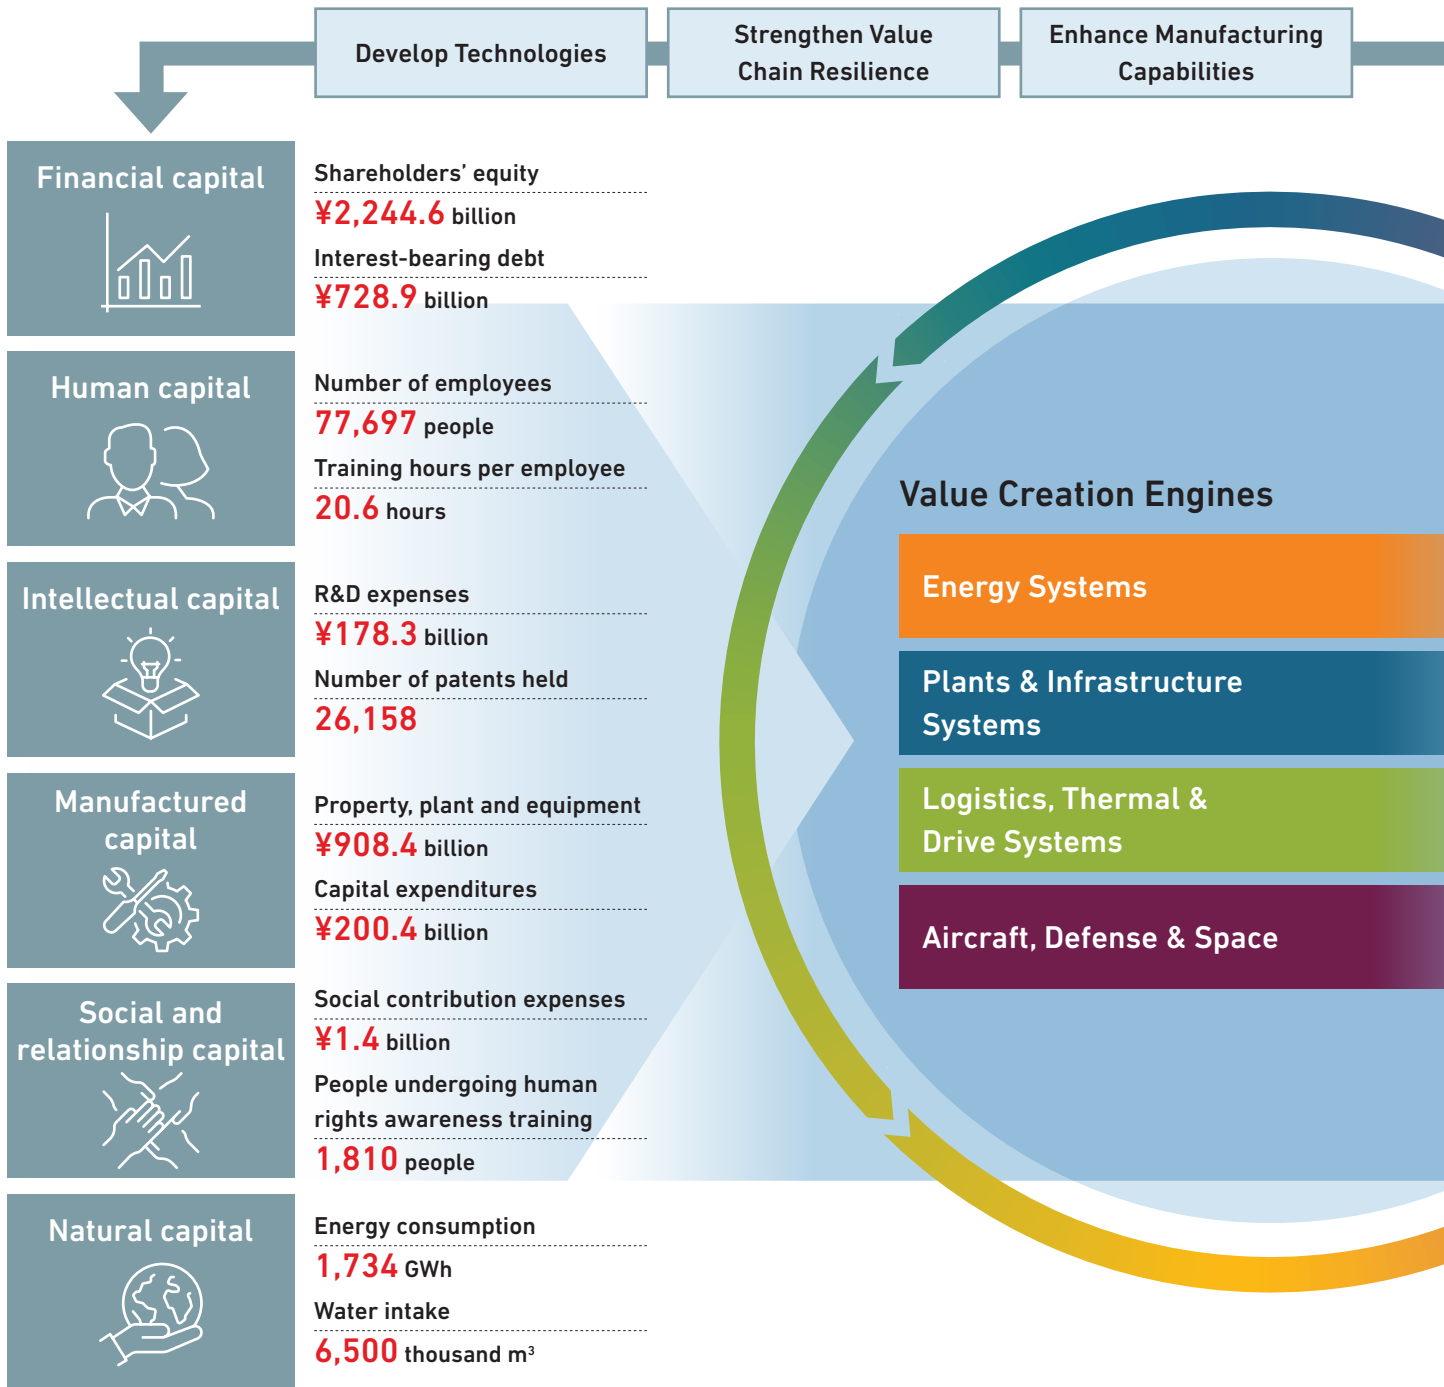 Develop Technologies
Strengthen Value
Chain Resilience
Enhance Manufacturing
Capabilities
Financial capital
Shareholders’ equity
¥2,244.6 billion
Interest-bearing debt
¥728.9 billion
Human capital
Number of employees
77,697 people
Training hours per employee
20.6 hours
Intellectual capital
R&D expenses
¥178.3 billion
Number of patents held
26,158
Manufactured
capital
Property, plant and equipment
¥908.4 billion
Capital expenditures
¥200.4 billion
Social and
relationship capital
Social contribution expenses
¥1.4 billion
People undergoing human
rights awareness training
1,810 people
Natural capital
Energy consumption
1,734 GWh
Water intake
6,500 thousand m³
Value Creation Engines
Energy Systems
Plants & Infrastructure
Systems
Logistics, Thermal &
Drive Systems
Aircraft, Defense & Space